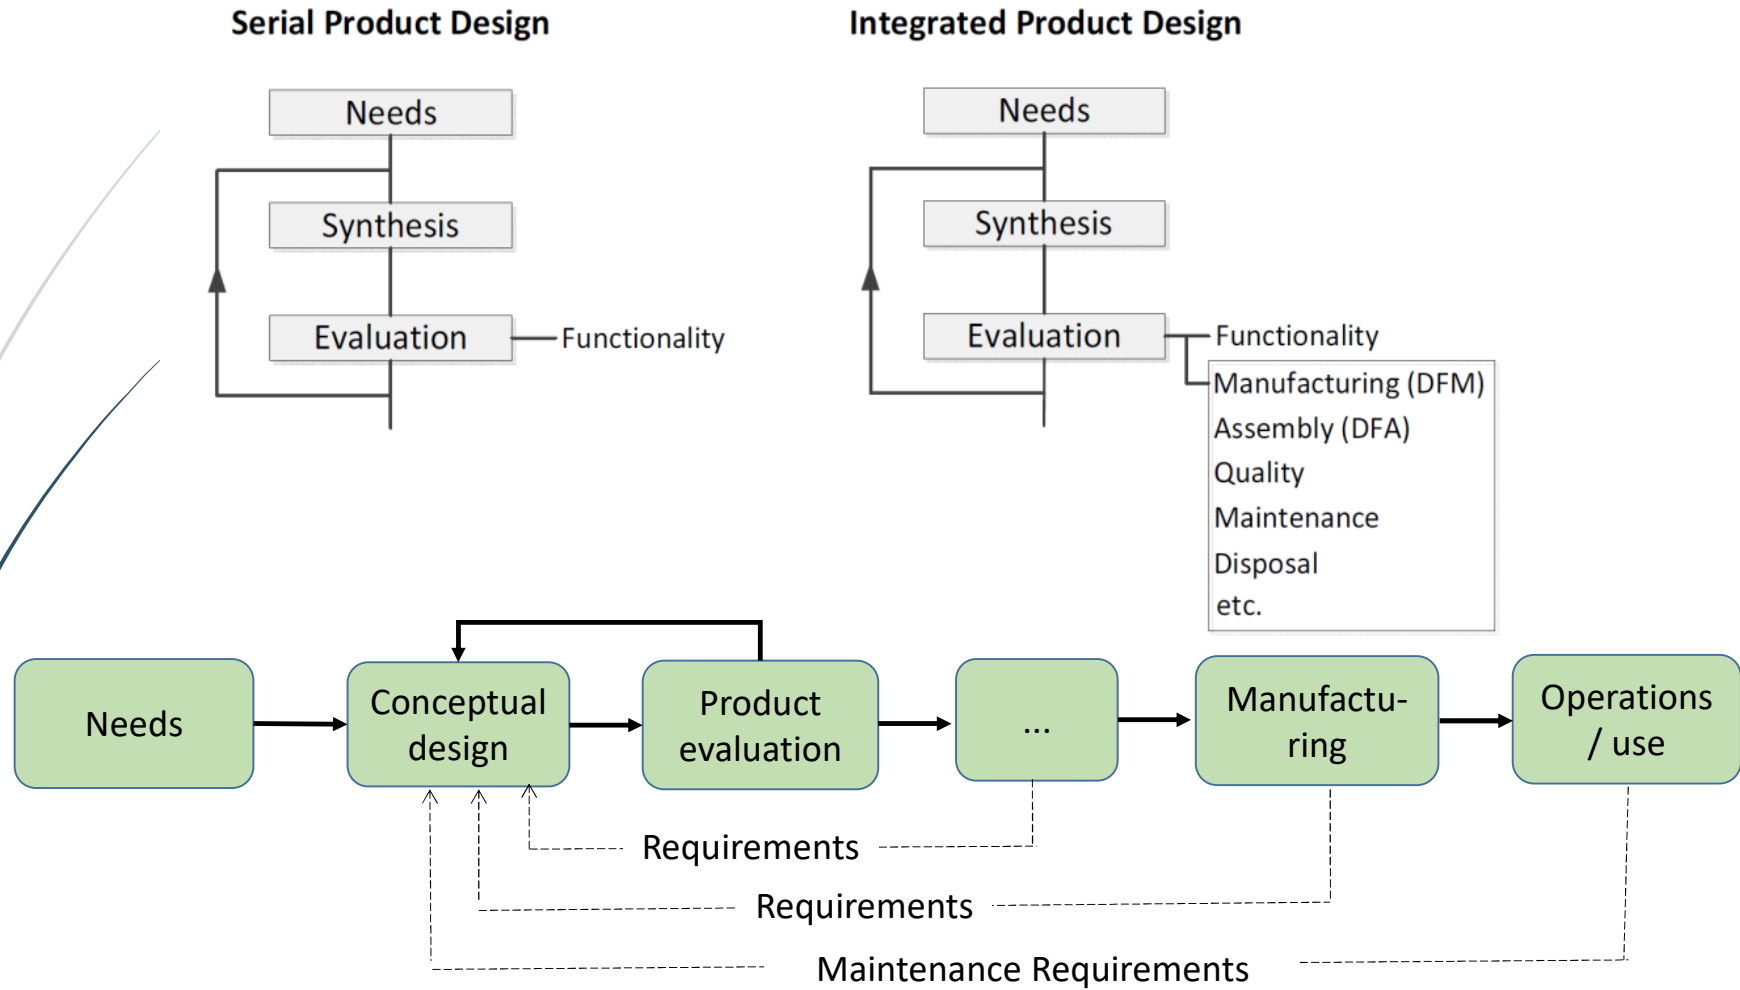 Serial Product Design
Integrated Product Design
Needs
Synthesis
Evaluation
Functionality
Needs
Synthesis
Evaluation
Functionality
Manufacturing (DFM)
Assembly (DFA)
Quality
Maintenance
Disposal
etc.
Needs
Conceptual
design
Product
evaluation
...
Manufactu-
ring
Operations
/ use
Requirements
Requirements
Maintenance Requirements